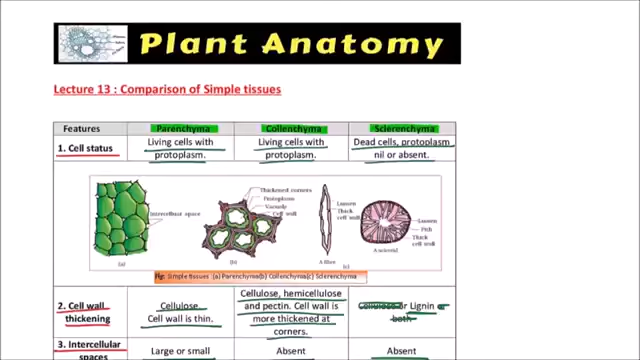 Plant Anatomy
Lecture 13 : Comparison of Simple tissues
Features Parenchyma Collenchyma Sclerenchyma
1. Cell status Living cells with protoplasm. Living cells with protoplasm. Dead cells, protoplasm nil or absent.
Thickened corners
Protoplasm
Vacuole
Cell wall
Intercellular space
Lumen
Thick cell wall
Lumen
Pith
Thick cell wall
(a) (b) A fibre (c) A sclereid
Fig: Simple tissues (a) Parenchyma(b) Collenchyma(c) Sclerenchyma
2. Cell wall thickening Cellulose. Cell wall is thin. Cellulose, hemicellulose and pectin. Cell wall is more thickened at corners. Cellulose or Lignin or both
3. Intercellular spaces Large or small Absent Absent